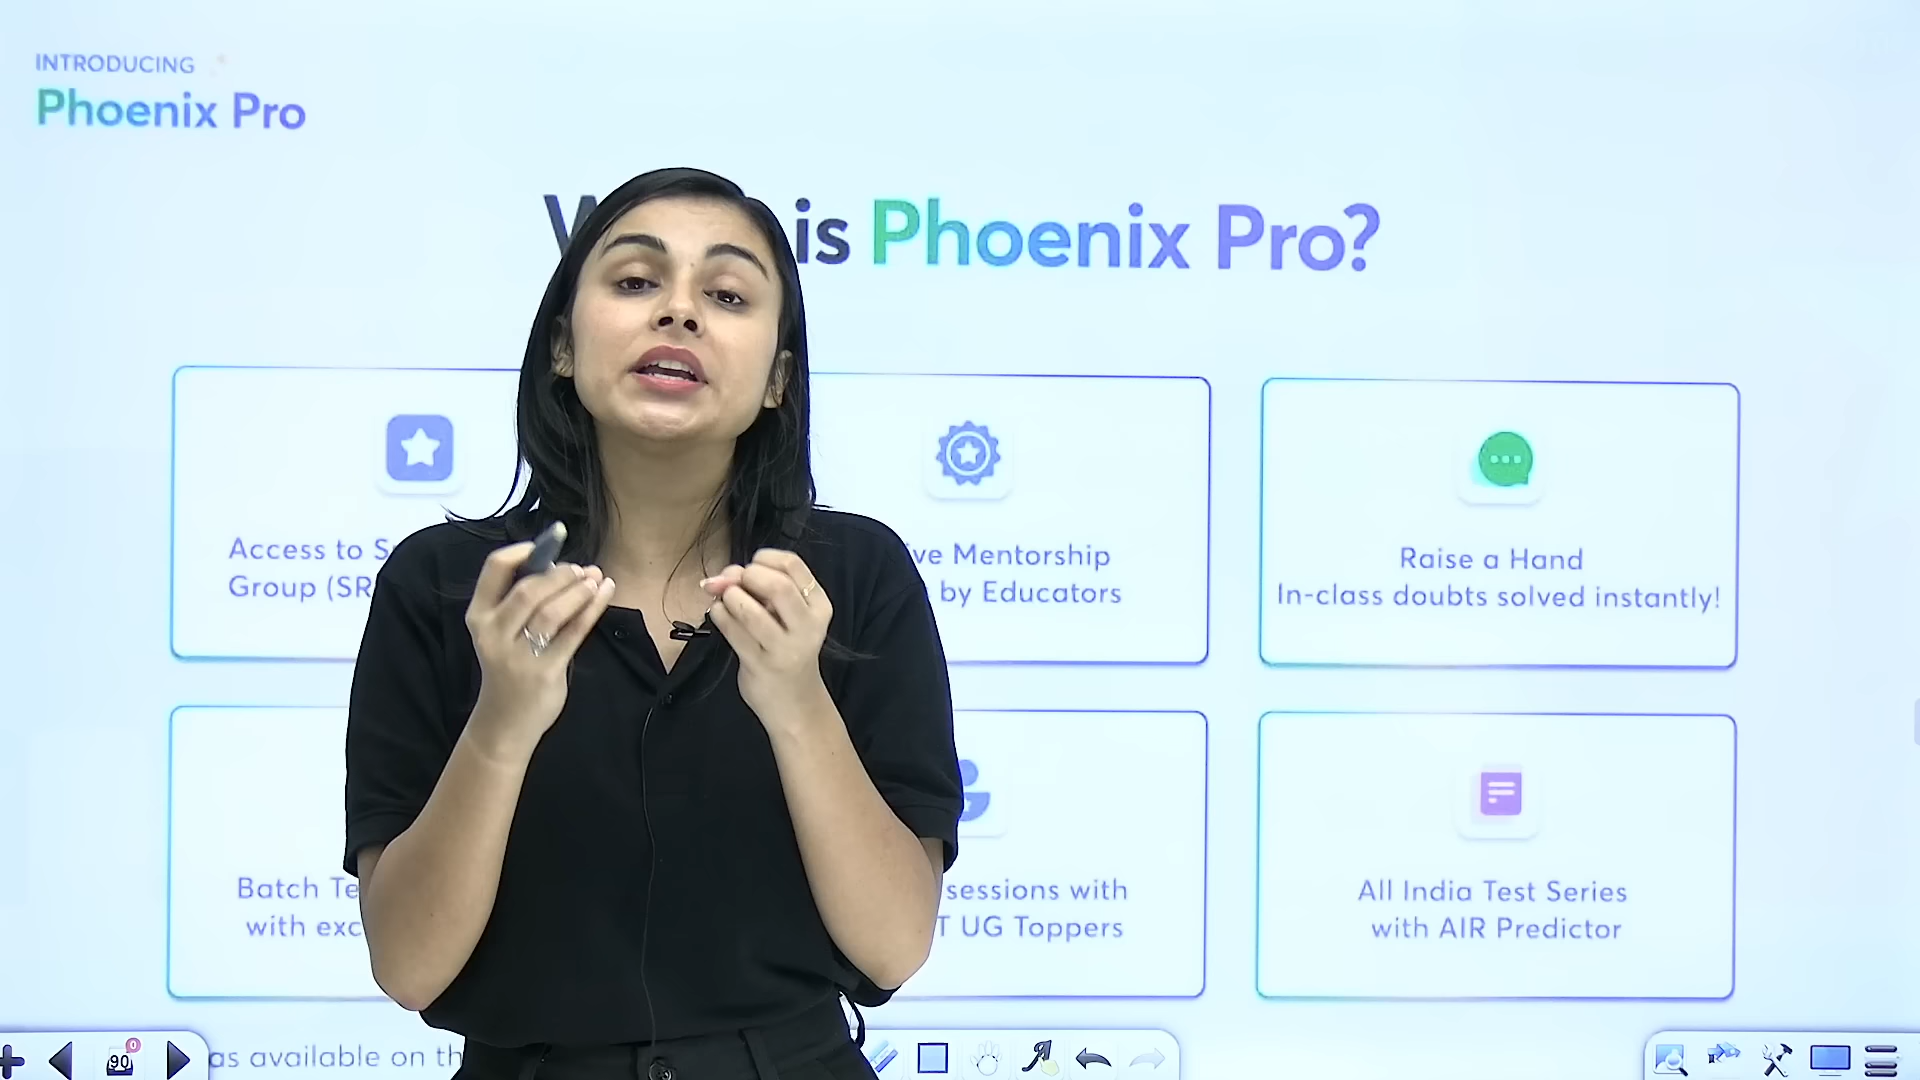 INTRODUCING
Phoenix Pro
is Phoenix Pro?
Access to
Group (SR
ve Mentorship
by Educators
Raise a Hand
In-class doubts solved instantly!
Batch Te
with exc
sessions with
T UG Toppers
All India Test Series
with AIR Predictor
90
0
as available on th